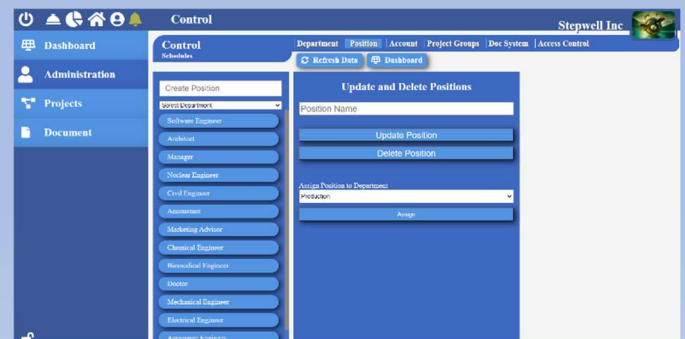 Control
Stepwell Inc
Dashboard
Administration
Projects
Document
Control
Schedules
Department Position Account Project Groups Doc System Access Control
Refresh Data
Dashboard
Create Position
Select Department
Software Engineer
Architect
Manager
Nuclear Engineer
Civil Engineer
Accountant
Marketing Advisor
Chemical Engineer
Biomedical Engineer
Doctor
Mechanical Engineer
Electrical Engineer
Update and Delete Positions
Position Name
Update Position
Delete Position
Assign Position to Department
Production
Assign